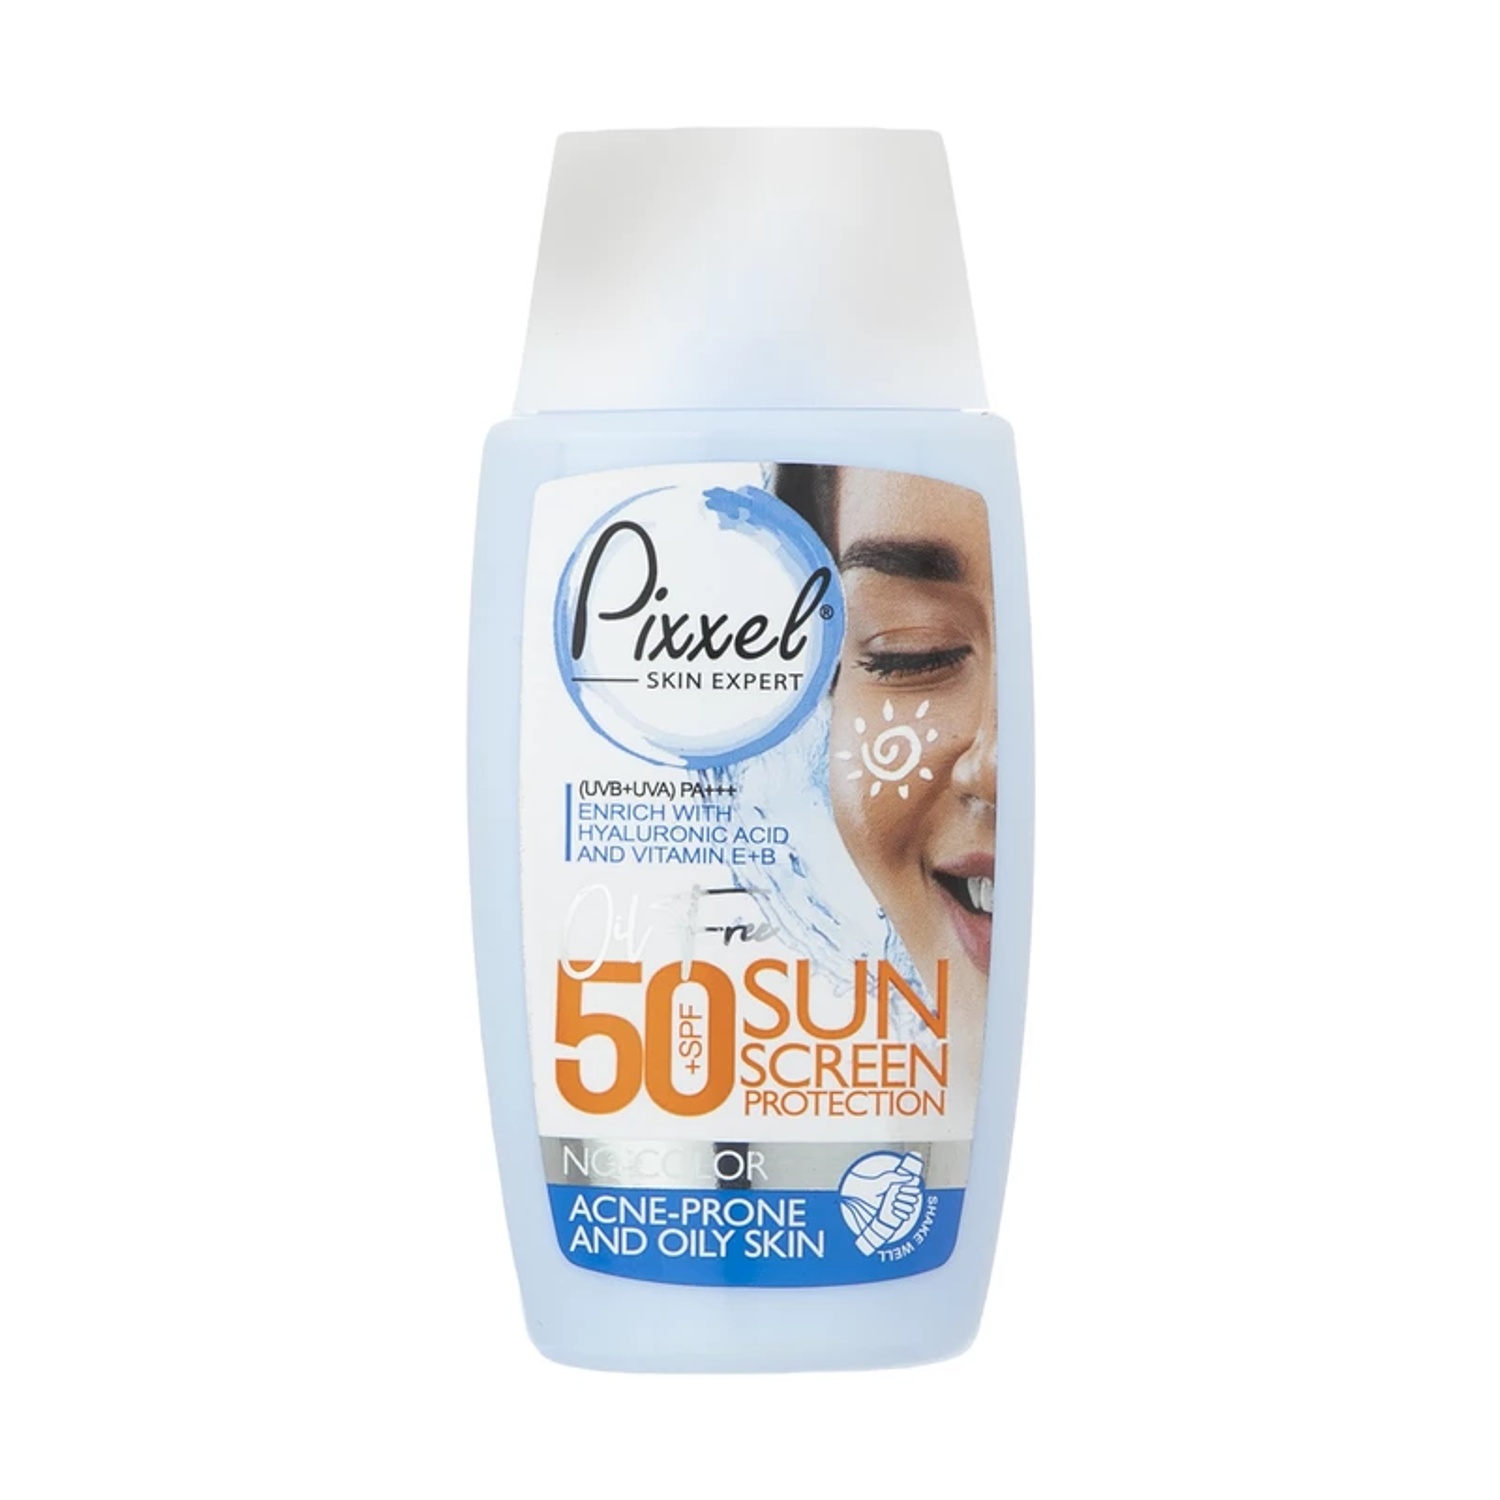 Pixxel®
SKIN EXPERT
(UVB+UVA) PA+++
ENRICH WITH
HYALURONIC ACID
AND VITAMIN E+B
Oil Free
50
+SPF
SUN
SCREEN
PROTECTION
NO COLOR
ACNE-PRONE
AND OILY SKIN
SHAKE WELL